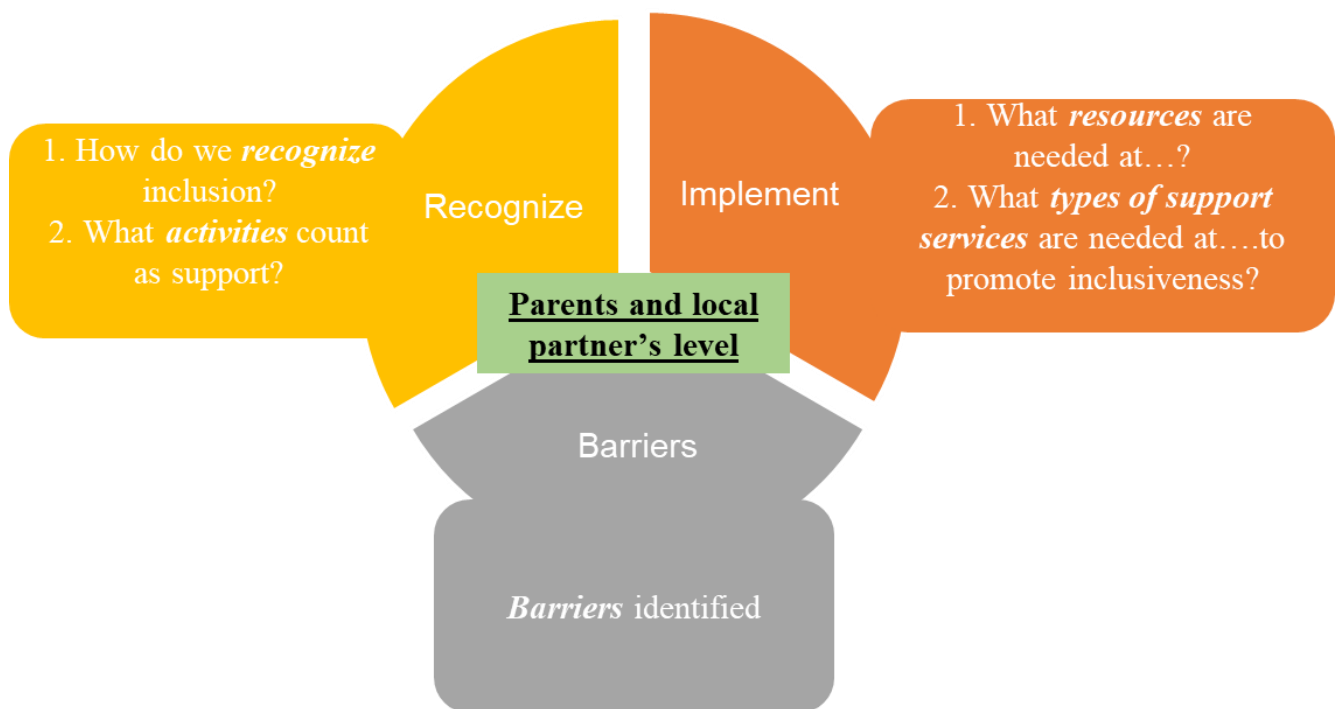 1. How do we recognize
inclusion?
2. What activities count
as support?
Recognize
Implement
1. What resources are
needed at…?
2. What types of support
services are needed at….to
promote inclusiveness?
Parents and local
partner’s level
Barriers
Barriers identified